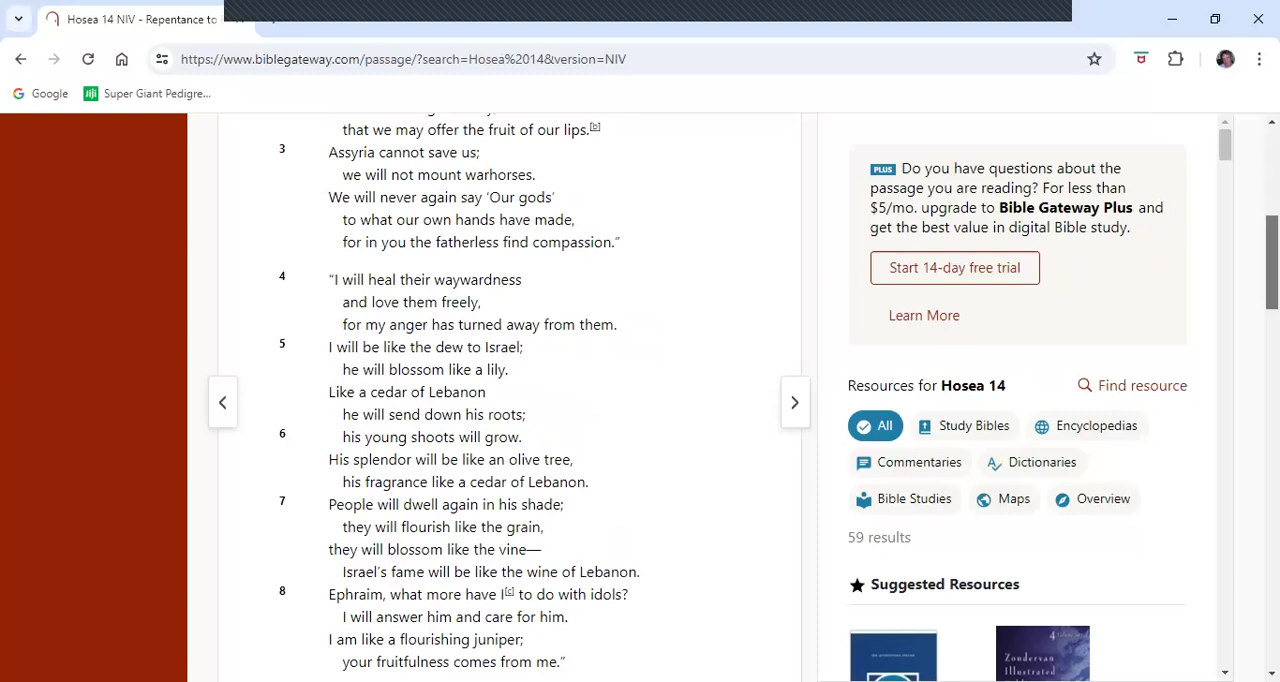 Hosea 14 NIV - Repentance to
https://www.biblegateway.com/passage/?search=Hosea%2014&version=NIV
Google
Super Giant Pedigre...
that we may offer the fruit of our lips.[b]
3 Assyria cannot save us;
we will not mount warhorses.
We will never again say ‘Our gods’
to what our own hands have made,
for in you the fatherless find compassion.”
4 “I will heal their waywardness
and love them freely,
for my anger has turned away from them.
5 I will be like the dew to Israel;
he will blossom like a lily.
Like a cedar of Lebanon
he will send down his roots;
6 his young shoots will grow.
His splendor will be like an olive tree,
his fragrance like a cedar of Lebanon.
7 People will dwell again in his shade;
they will flourish like the grain,
they will blossom like the vine—
Israel’s fame will be like the wine of Lebanon.
8 Ephraim, what more have I[c] to do with idols?
I will answer him and care for him.
I am like a flourishing juniper;
your fruitfulness comes from me.”
PLUS Do you have questions about the
passage you are reading? For less than
$5/mo. upgrade to Bible Gateway Plus and
get the best value in digital Bible study.
Start 14-day free trial
Learn More
Resources for Hosea 14
Find resource
All
Study Bibles
Encyclopedias
Commentaries
Dictionaries
Bible Studies
Maps
Overview
59 results
Suggested Resources
4
Zondervan
Illustrated